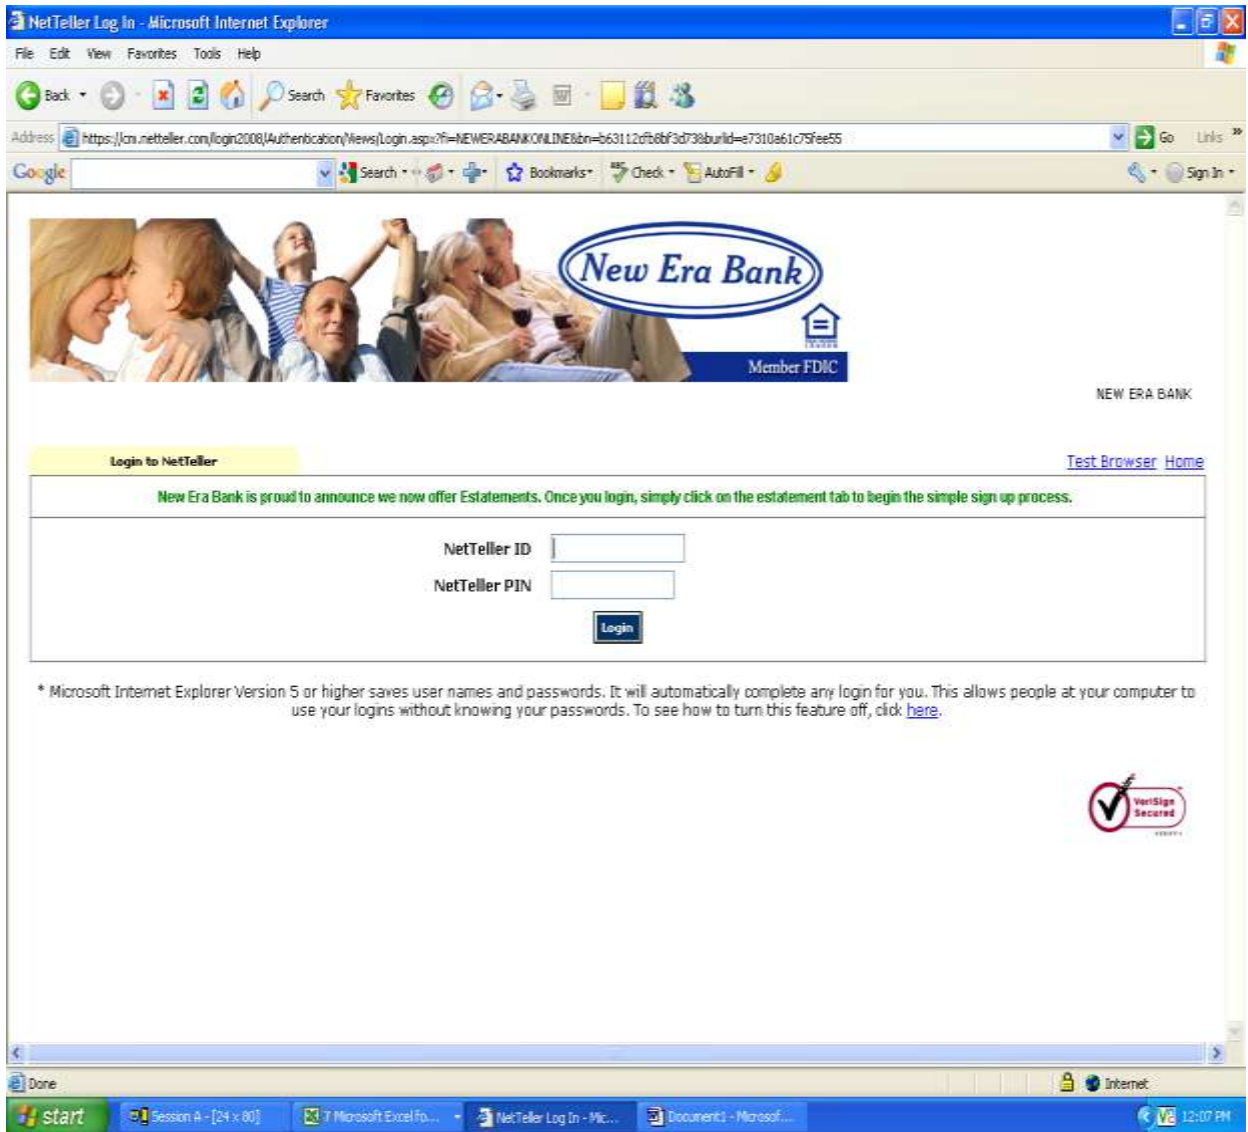 NetTeller Log In - Microsoft Internet Explorer
File Edit View Favorites Tools Help
Back Search Favorites
Address https://cm.netteller.com/login2008/Authentication/Views/Login.aspx?fi=NEWERABANKONLINE&bn=b63112cfb8bf3d73&burlid=e7310a61c75fee55 Go Links »
Google Search Bookmarks Check AutoFill Sign In
New Era Bank
Member FDIC
NEW ERA BANK
Login to NetTeller Test Browser Home
New Era Bank is proud to announce we now offer Estatements. Once you login, simply click on the estatement tab to begin the simple sign up process.
NetTeller ID
NetTeller PIN
Login
* Microsoft Internet Explorer Version 5 or higher saves user names and passwords. It will automatically complete any login for you. This allows people at your computer to
use your logins without knowing your passwords. To see how to turn this feature off, click here.
VeriSign
Secured
Done Internet
start Session A - [24 x 80] 7 Microsoft Excel fo... NetTeller Log In - Mic... Document1 - Microsof... 12:07 PM